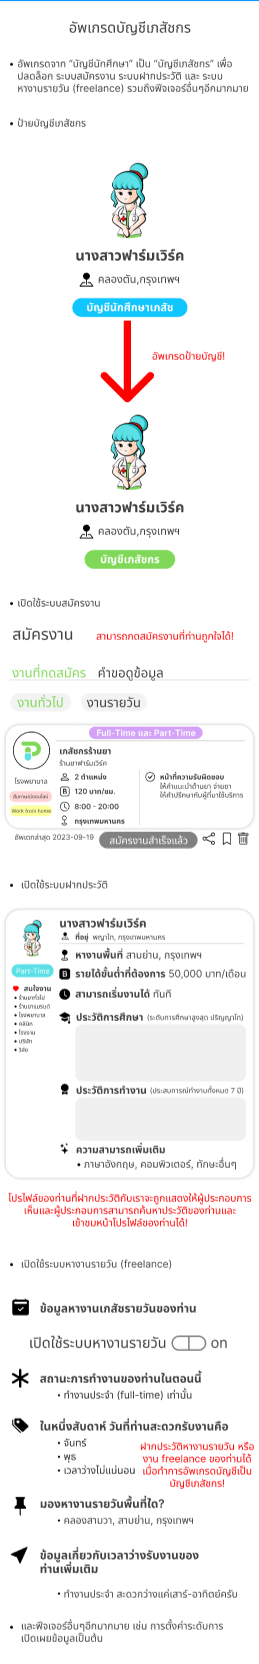 อัพเกรดบัญชีเภสัชกร
• อัพเกรดจาก "บัญชีนักศึกษา" เป็น "บัญชีเภสัชกร" เพื่อ
ปลดล็อก ระบบสมัครงาน ระบบฝากประวัติ และ ระบบ
หางานรายวัน (freelance) รวมถึงฟีจเจอร์อื่นๆอีกมากมาย
• ป้ายบัญชีเภสัชกร
นางสาวฟาร์มเวิร์ค
คลองตัน,กรุงเทพฯ
บัญชีนักศึกษาเภสัช
อัพเกรดป้ายบัญชี!
นางสาวฟาร์มเวิร์ค
คลองตัน,กรุงเทพฯ
บัญชีเภสัชกร
• เปิดใช้ระบบสมัครงาน
สมัครงาน สามารถกดสมัครงานที่ท่านถูกใจได้!
งานที่กดสมัคร คำขอดูข้อมูล
งานทั่วไป งานรายวัน
Full-Time และ Part-Time
เภสัชกรร้านยา
ร้านยาฟาร์มเวิร์ค
โรงพยาบาล
สัมภาษณ์ออนไลน์
Work from home
2 ตำแหน่ง
120 บาท/ชม.
8:00 - 20:00
กรุงเทพมหานคร
หน้าที่ความรับผิดชอบ
ให้คำแนะนำด้านยา จ่ายยา
ให้คำปรึกษากับผู้ที่มาใช้บริการ
อัพเดทล่าสุด 2023-09-19 สมัครงานสำเร็จแล้ว
• เปิดใช้ระบบฝากประวัติ
นางสาวฟาร์มเวิร์ค
ที่อยู่ พญาไท, กรุงเทพมหานคร
Part-Time
สนใจงาน
• ร้านยาทั่วไป
• ร้านยาแบรนด์
• โรงพยาบาล
• คลินิก
• โรงงาน
• บริษัท
• วิจัย
หางานพื้นที่ สามย่าน, กรุงเทพฯ
รายได้ขั้นต่ำที่ต้องการ 50,000 บาท/เดือน
สามารถเริ่มงานได้ ทันที
ประวัติการศึกษา (ระดับการศึกษาสูงสุด ปริญญาโท)
ประวัติการทำงาน (ประสบการณ์ทำงานทั้งหมด 7 ปี)
ความสามารถเพิ่มเติม
• ภาษาอังกฤษ, คอมพิวเตอร์, ทักษะอื่นๆ
โปรไฟล์ของท่านที่ฝากประวัติกับเราจะถูกแสดงให้ผู้ประกอบการ
เห็นและผู้ประกอบการสามารถค้นหาประวัติของท่านและ
เข้าชมหน้าโปรไฟล์ของท่านได้!
• เปิดใช้ระบบหางานรายวัน (freelance)
ข้อมูลหางานเภสัชรายวันของท่าน
เปิดใช้ระบบหางานรายวัน on
สถานะการทำงานของท่านในตอนนี้
• ทำงานประจำ (full-time) เท่านั้น
ในหนึ่งสัปดาห์ วันที่ท่านสะดวกรับงานคือ
• จันทร์
• พุธ
• เวลาว่างไม่แน่นอน
ฝากประวัติหางานรายวัน หรือ
งาน freelance ของท่านได้
เมื่อทำการอัพเกรดบัญชีเป็น
บัญชีเภสัชกร!
มองหางานรายวันพื้นที่ใด?
• คลองสามวา, สามย่าน, กรุงเทพฯ
ข้อมูลเกี่ยวกับเวลาว่างรับงานของ
ท่านเพิ่มเติม
• ทำงานประจำ สะดวกว่างแค่เสาร์-อาทิตย์ครับ
• และฟีจเจอร์อื่นๆอีกมากมาย เช่น การตั้งค่าระดับการ
เปิดเผยข้อมูลเป็นต้น